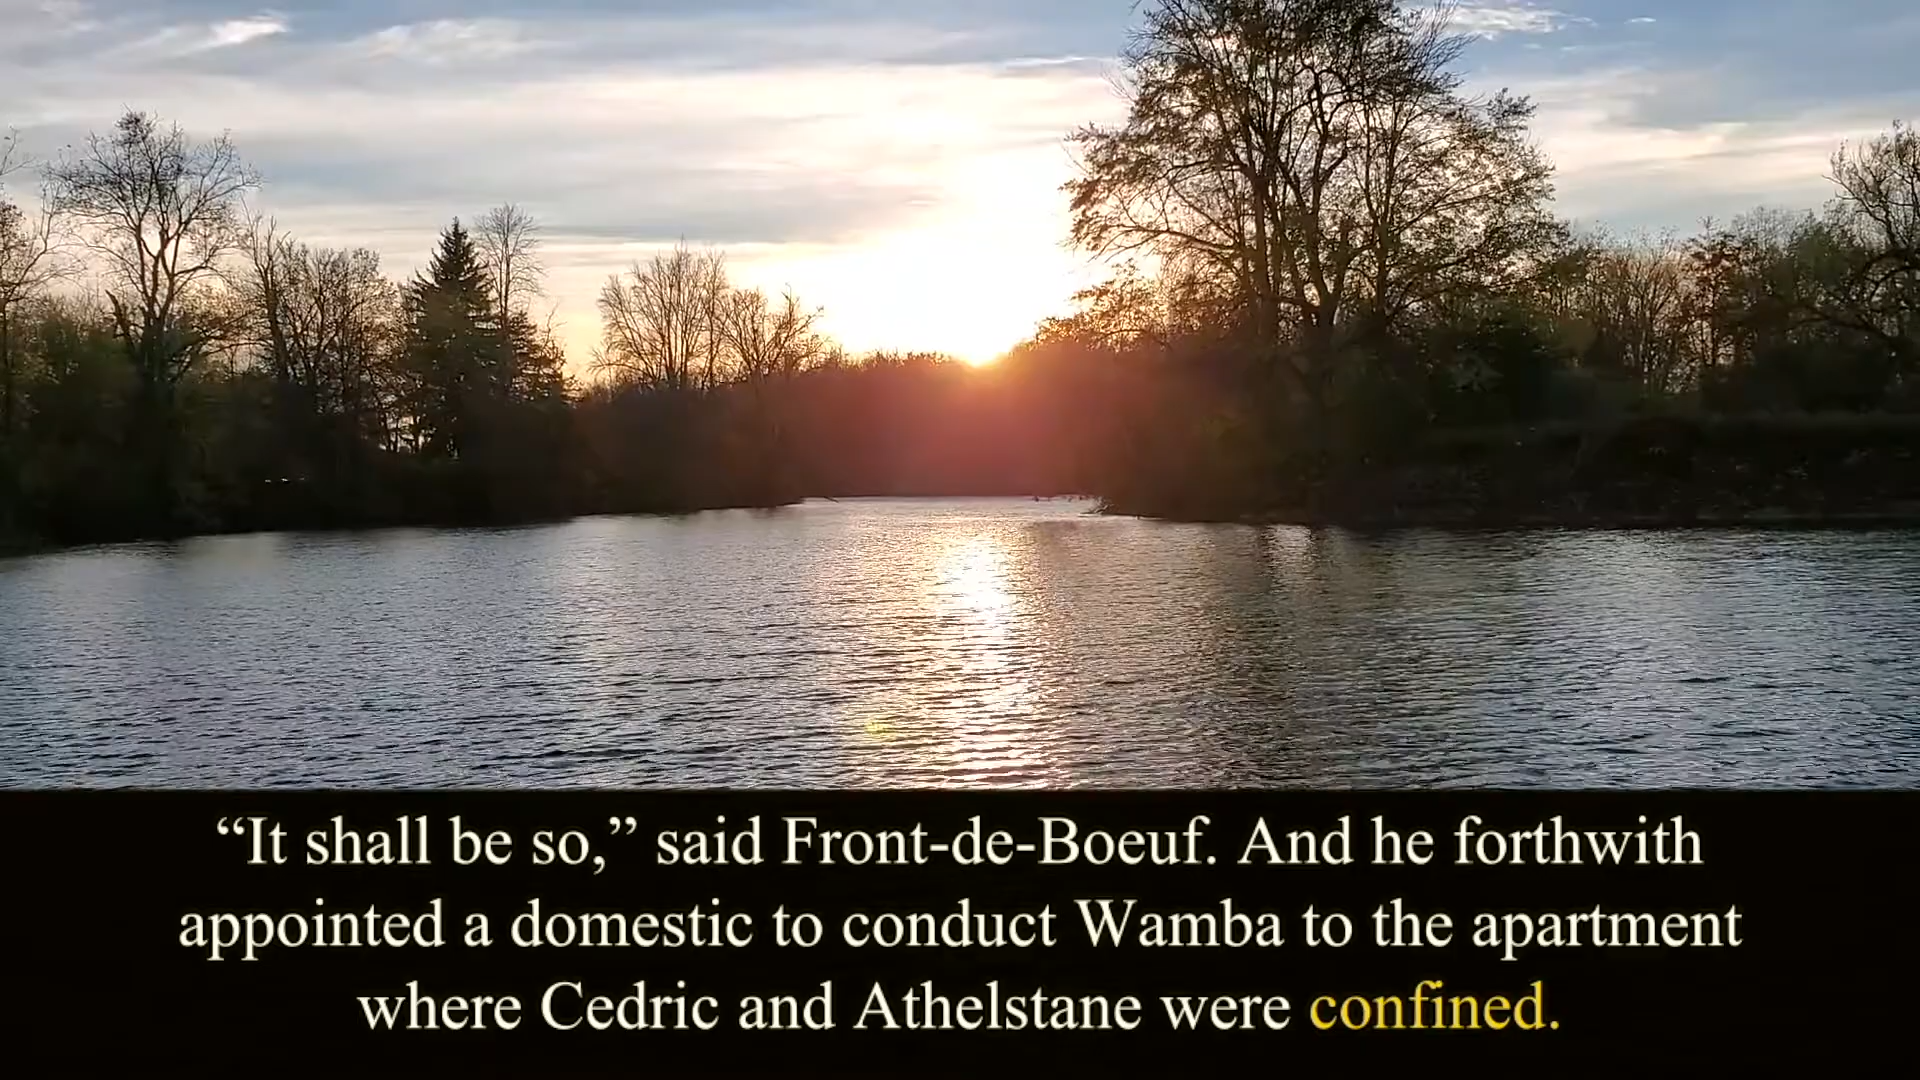 “It shall be so,” said Front-de-Boeuf. And he forthwith
appointed a domestic to conduct Wamba to the apartment
where Cedric and Athelstane were confined.